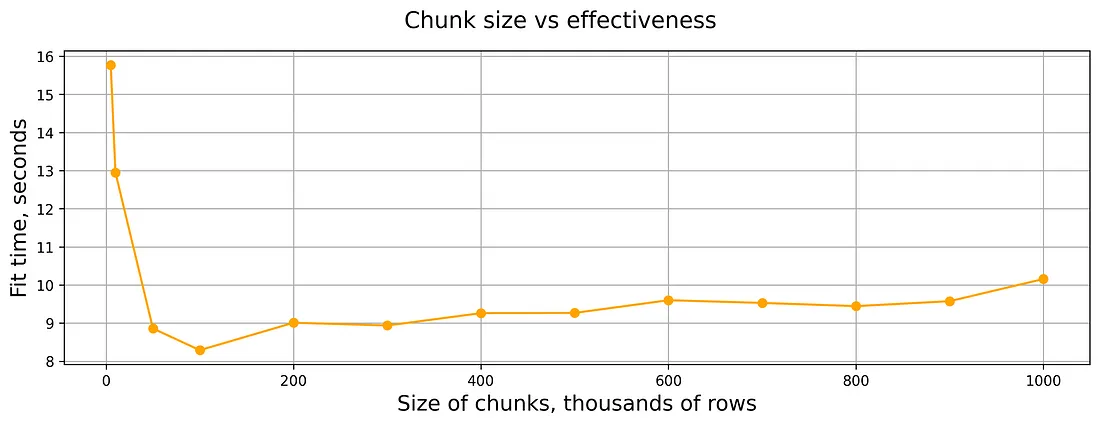 Chunk size vs effectiveness
Fit time, seconds
16
15
14
13
12
11
10
9
8
0 200 400 600 800 1000
Size of chunks, thousands of rows